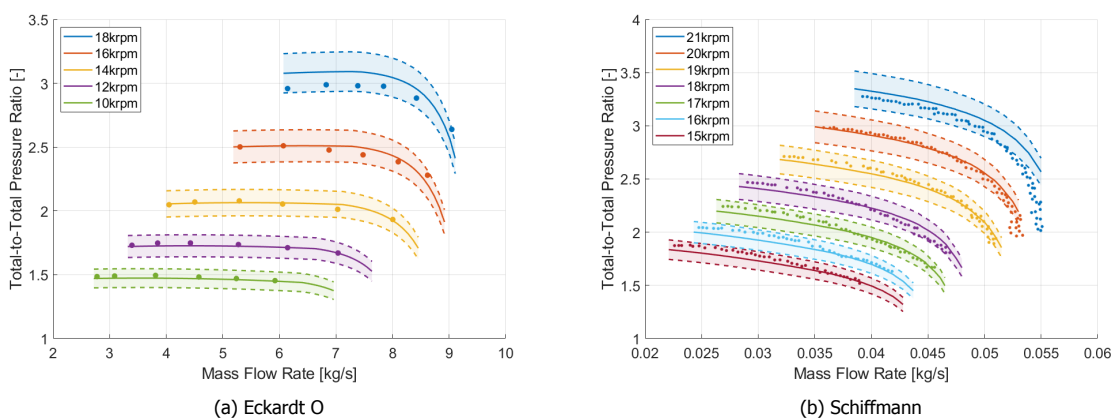 3.5
3
2.5
2
1.5
1
Total-to-Total Pressure Ratio [-]
18krpm
16krpm
14krpm
12krpm
10krpm
2 3 4 5 6 7 8 9 10
Mass Flow Rate [kg/s]
(a) Eckardt O
4
3.5
3
2.5
2
1.5
1
Total-to-Total Pressure Ratio [-]
21krpm
20krpm
19krpm
18krpm
17krpm
16krpm
15krpm
0.02 0.025 0.03 0.035 0.04 0.045 0.05 0.055 0.06
Mass Flow Rate [kg/s]
(b) Schiffmann